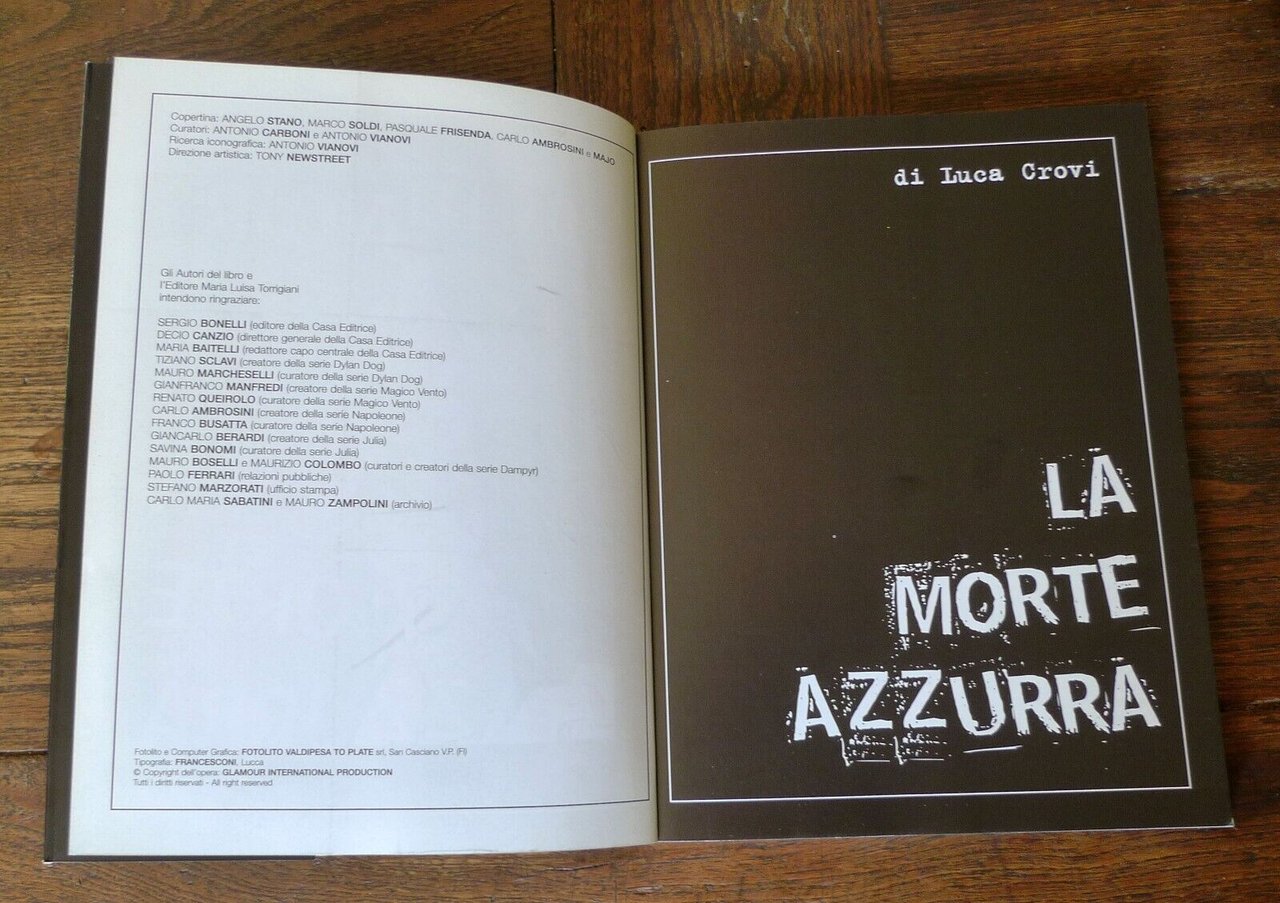 Copertina: ANGELO STANO, MARCO SOLDI, PASQUALE FRISENDA, CARLO AMBROSINI e MAJO
Curatori: ANTONIO CARBONI e ANTONIO VIANOVI
Ricerca iconografica: ANTONIO VIANOVI
Direzione artistica: TONY NEWSTREET
Gli Autori del libro e
l'Editore Maria Luisa Torrigiani
intendono ringraziare:
SERGIO BONELLI (editore della Casa Editrice)
DECIO CANZIO (direttore generale della Casa Editrice)
MARIA BAITELLI (redattore capo centrale della Casa Editrice)
TIZIANO SCLAVI (creatore della serie Dylan Dog)
MAURO MARCHESELLI (curatore della serie Dylan Dog)
GIANFRANCO MANFREDI (creatore della serie Magico Vento)
RENATO QUEIROLO (curatore della serie Magico Vento)
CARLO AMBROSINI (creatore della serie Napoleone)
FRANCO BUSATTA (curatore della serie Napoleone)
GIANCARLO BERARDI (creatore della serie Julia)
SAVINA BONOMI (curatore della serie Julia)
MAURO BOSELLI e MAURIZIO COLOMBO (curatori e creatori della serie Dampyr)
PAOLO FERRARI (relazioni pubbliche)
STEFANO MARZORATI (ufficio stampa)
CARLO MARIA SABATINI e MAURO ZAMPOLINI (archivio)
Fotolito e Computer Grafica: FOTOLITO VALDIPESA TO PLATE srl, San Casciano V.P. (FI)
Tipografia: FRANCESCONI, Lucca
© Copyright dell'opera: GLAMOUR INTERNATIONAL PRODUCTION
Tutti i diritti riservati - All right reserved
di Luca Crovi
LA
MORTE
AZZURRA